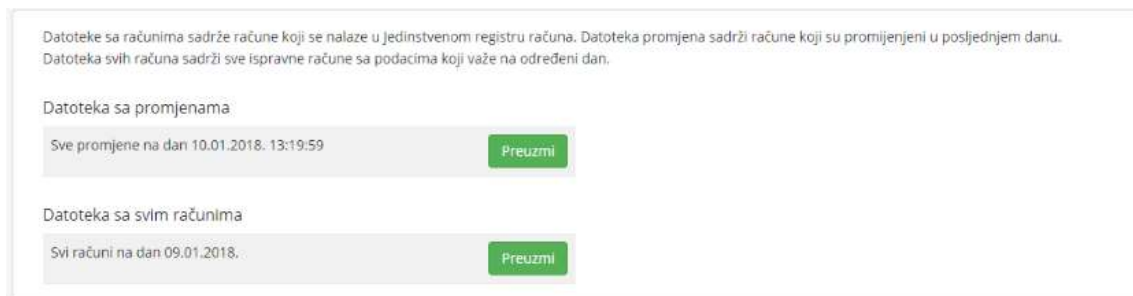 Datoteke sa računima sadrže račune koji se nalaze u Jedinstvenom registru računa. Datoteka promjena sadrži račune koji su promijenjeni u posljednjem danu.
Datoteka svih računa sadrži sve ispravne račune sa podacima koji važe na određeni dan.
Datoteka sa promjenama
Sve promjene na dan 10.01.2018. 13:19:59
Preuzmi
Datoteka sa svim računima
Svi računi na dan 09.01.2018.
Preuzmi